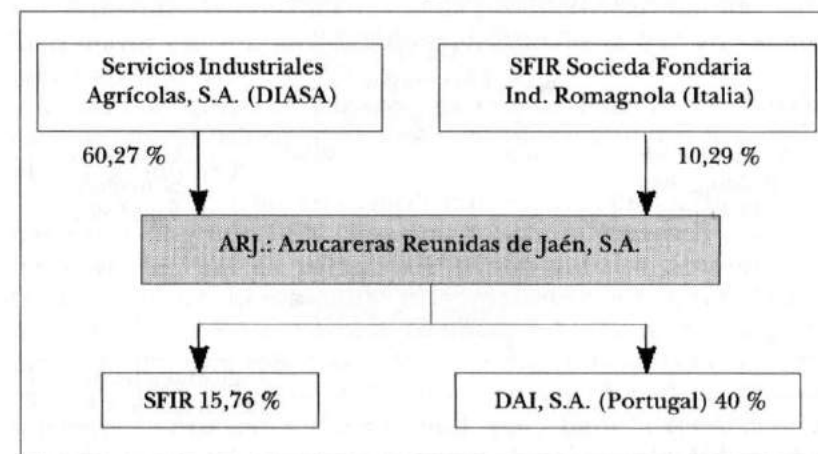 Servicios Industriales
Agrícolas, S.A. (DIASA)
SFIR Socieda Fondaria
Ind. Romagnola (Italia)
60,27 %
10,29 %
ARJ.: Azucareras Reunidas de Jaén, S.A.
SFIR 15,76 %
DAI, S.A. (Portugal) 40 %